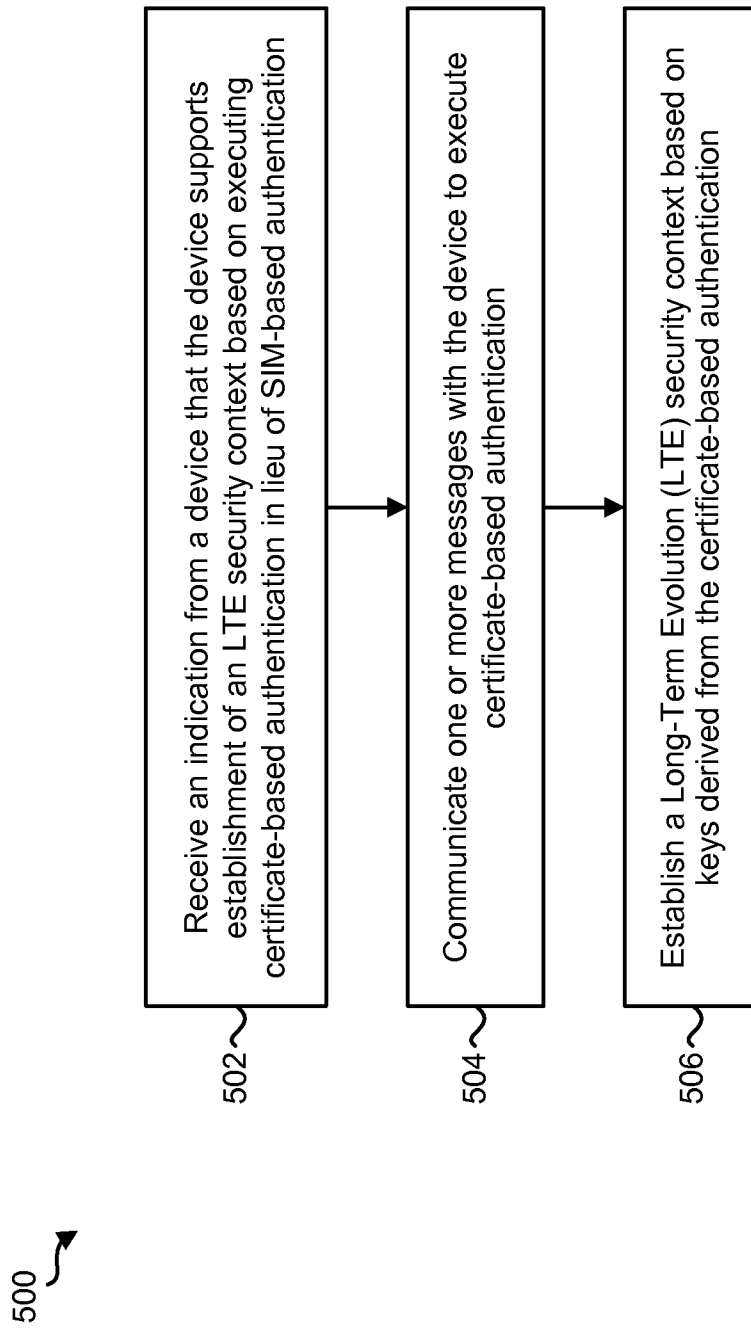 500
502
Receive an indication from a device that the device supports
establishment of an LTE security context based on executing
certificate-based authentication in lieu of SIM-based authentication
504
Communicate one or more messages with the device to execute
certificate-based authentication
506
Establish a Long-Term Evolution (LTE) security context based on
keys derived from the certificate-based authentication